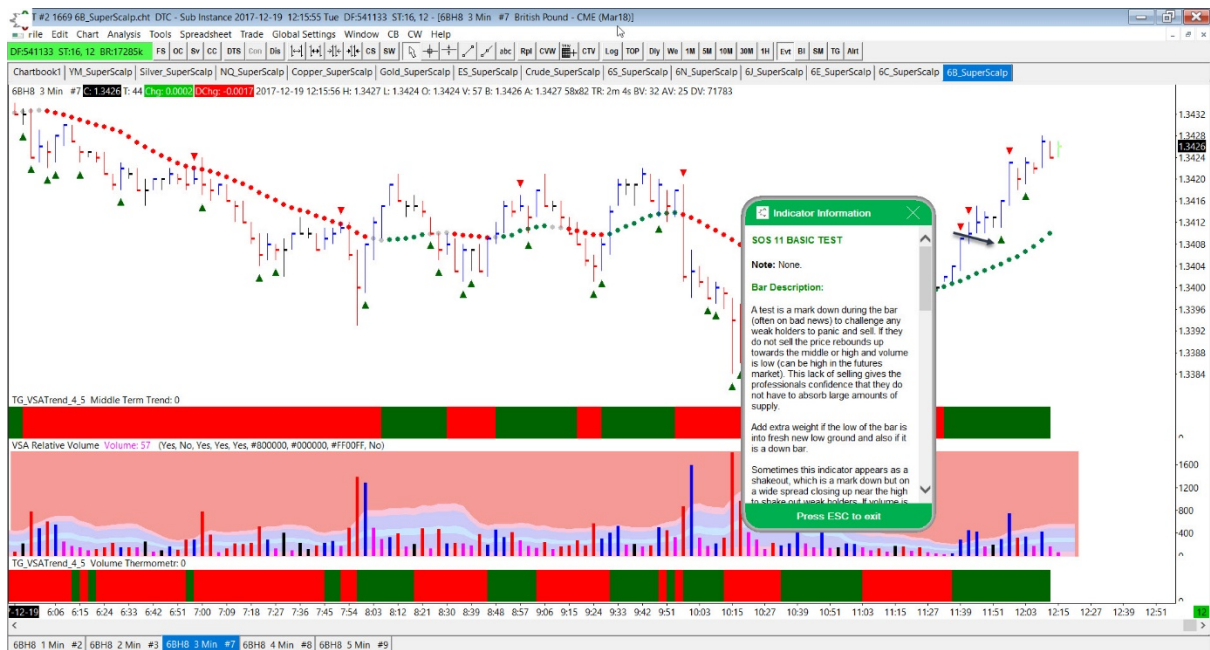 T #2 1669 6B_SuperScalp.cht DTC - Sub Instance 2017-12-19 12:15:55 Tue DF:541133 ST:16, 12 - [6BH8 3 Min #7 British Pound - CME (Mar18)]
File Edit Chart Analysis Tools Spreadsheet Trade Global Settings Window CB CW Help
DF:541133 ST:16, 12 BR:17285k FS OC Sv CC DTS Con Dis CS SW abc Rpl CVW CTV Log TOP Dly We 1M 5M 10M 30M 1H Evt BI SM TG Alrt
Chartbook1 YM_SuperScalp Silver_SuperScalp NQ_SuperScalp Copper_SuperScalp Gold_SuperScalp ES_SuperScalp Crude_SuperScalp 6S_SuperScalp 6N_SuperScalp 6J_SuperScalp 6E_SuperScalp 6C_SuperScalp 6B_SuperScalp
6BH8 3 Min #7 C: 1.3426 T: 44 Chg: 0.0002 DChg: -0.0017 2017-12-19 12:15:56 H: 1.3427 L: 1.3424 O: 1.3424 V: 57 B: 1.3426 A: 1.3427 58x82 TR: 2m 4s BV: 32 AV: 25 DV: 71783
1.3432
1.3428
1.3426
1.3424
1.3420
1.3416
1.3412
1.3408
1.3404
1.3400
1.3396
1.3392
1.3388
1.3384
Indicator Information
SOS 11 BASIC TEST
Note: None.
Bar Description:
A test is a mark down during the bar
(often on bad news) to challenge any
weak holders to panic and sell. If they
do not sell the price rebounds up
towards the middle or high and volume
is low (can be high in the futures
market). This lack of selling gives the
professionals confidence that they do
not have to absorb large amounts of
supply.
Add extra weight if the low of the bar is
into fresh new low ground and also if it
is a down bar.
Sometimes this indicator appears as a
shakeout, which is a mark down but on
a wide spread closing up near the high
to shake out weak holders. If volume is
Press ESC to exit
TG_VSATrend_4_5 Middle Term Trend: 0
VSA Relative Volume Volume: 57 (Yes, No, Yes, Yes, Yes, #800000, #000000, #FF00FF, No)
1600
1200
800
400
0
TG_VSATrend_4_5 Volume Thermometr: 0
-12-19 6:06 6:15 6:24 6:33 6:42 6:51 7:00 7:09 7:18 7:27 7:36 7:45 7:54 8:03 8:12 8:21 8:30 8:39 8:48 8:57 9:06 9:15 9:24 9:33 9:42 9:51 10:03 10:15 10:27 10:39 10:51 11:03 11:15 11:27 11:39 11:51 12:03 12:15 12:27 12:39 12:51 12
6BH8 1 Min #2 6BH8 2 Min #3 6BH8 3 Min #7 6BH8 4 Min #8 6BH8 5 Min #9